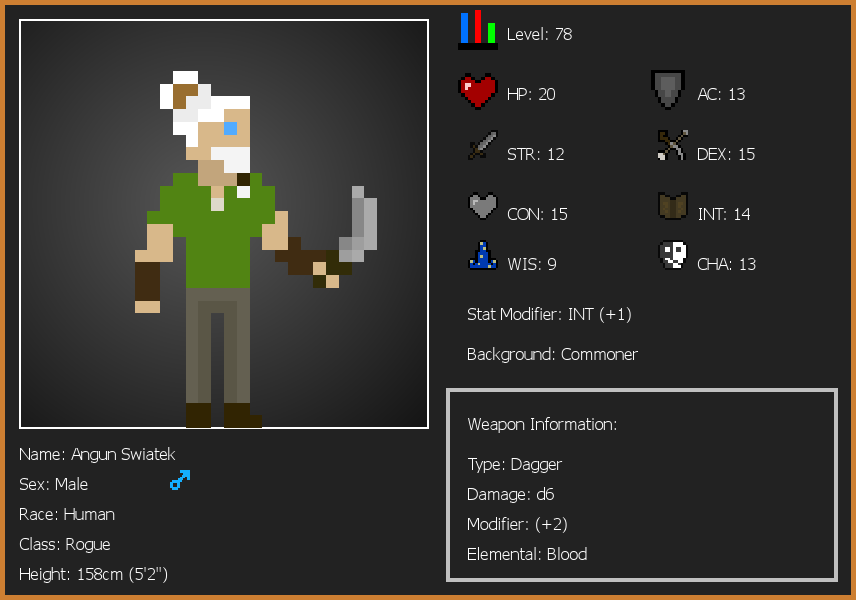 Level: 78
HP: 20
AC: 13
STR: 12
DEX: 15
CON: 15
INT: 14
WIS: 9
CHA: 13
Stat Modifier: INT (+1)
Background: Commoner
Weapon Information:
Type: Dagger
Damage: d6
Modifier: (+2)
Elemental: Blood
Name: Angun Swiatek
Sex: Male
Race: Human
Class: Rogue
Height: 158cm (5'2")